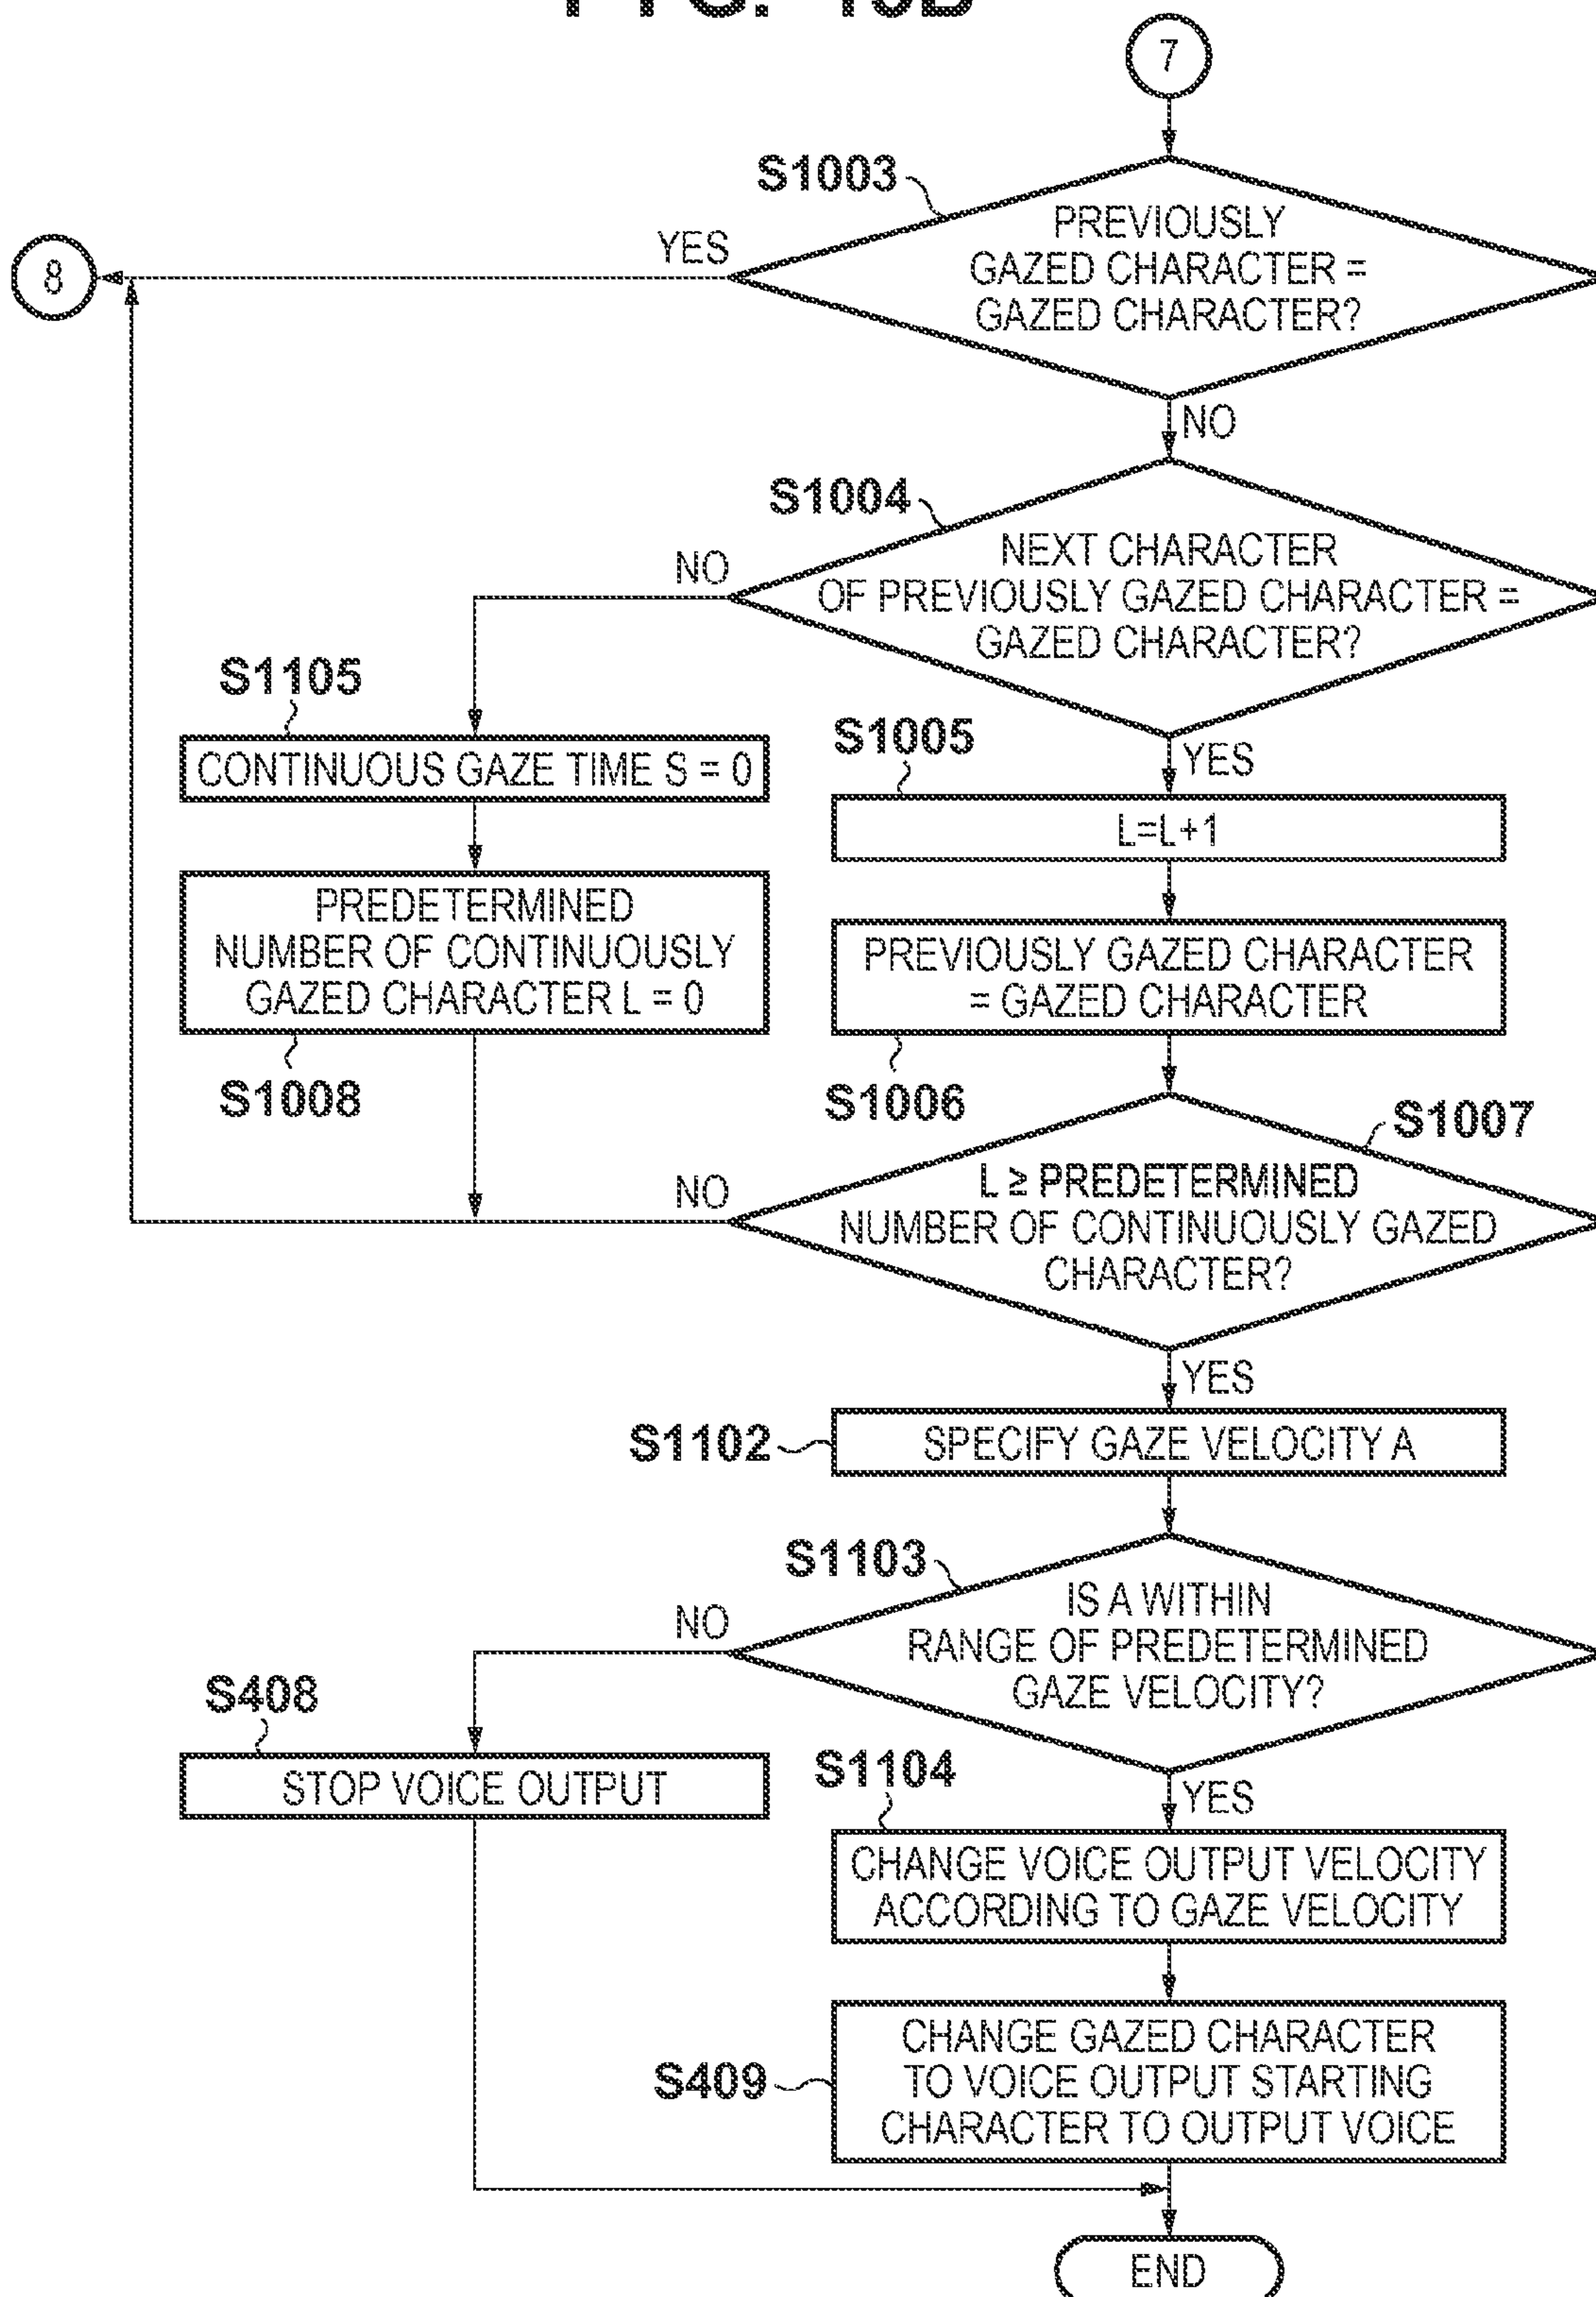 7
S1003
PREVIOUSLY
GAZED CHARACTER =
GAZED CHARACTER?
YES
8
NO
S1004
NEXT CHARACTER
OF PREVIOUSLY GAZED CHARACTER =
GAZED CHARACTER?
NO
S1105
CONTINUOUS GAZE TIME S = 0
YES
S1005
L=L+1
PREDETERMINED
NUMBER OF CONTINUOUSLY
GAZED CHARACTER L = 0
S1008
PREVIOUSLY GAZED CHARACTER
= GAZED CHARACTER
S1006
S1007
L ≥ PREDETERMINED
NUMBER OF CONTINUOUSLY GAZED
CHARACTER?
NO
YES
S1102
SPECIFY GAZE VELOCITY A
S1103
IS A WITHIN
RANGE OF PREDETERMINED
GAZE VELOCITY?
NO
S408
STOP VOICE OUTPUT
YES
S1104
CHANGE VOICE OUTPUT VELOCITY
ACCORDING TO GAZE VELOCITY
S409
CHANGE GAZED CHARACTER
TO VOICE OUTPUT STARTING
CHARACTER TO OUTPUT VOICE
END